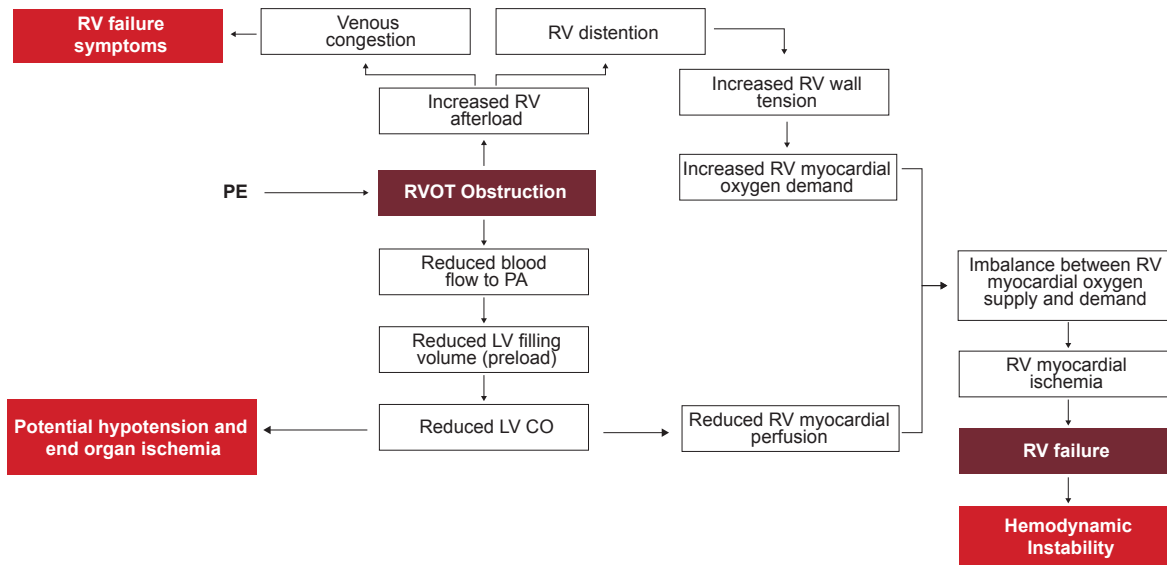 RV failure
symptoms
Venous
congestion
RV distention
Increased RV
afterload
Increased RV wall
tension
Increased RV myocardial
oxygen demand
PE
RVOT Obstruction
Reduced blood
flow to PA
Reduced LV filling
volume (preload)
Potential hypotension and
end organ ischemia
Reduced LV CO
Reduced RV myocardial
perfusion
Imbalance between RV
myocardial oxygen
supply and demand
RV myocardial
ischemia
RV failure
Hemodynamic
Instability